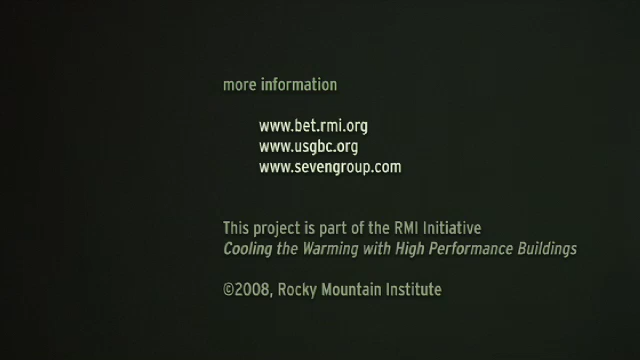 more information
www.bet.rmi.org
www.usgbc.org
www.sevengroup.com
This project is part of the RMI Initiative
Cooling the Warming with High Performance Buildings
©2008, Rocky Mountain Institute